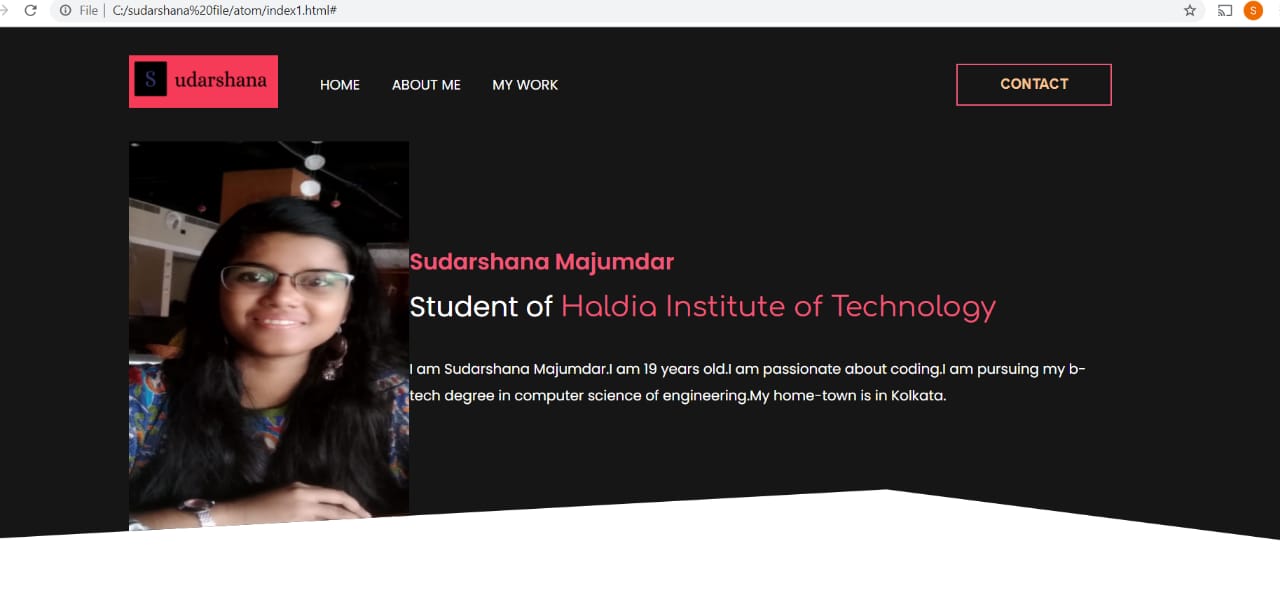 File | C:/sudarshana%20file/atom/index1.html#
S
S udarshana
HOME ABOUT ME MY WORK
CONTACT
Sudarshana Majumdar
Student of Haldia Institute of Technology
I am Sudarshana Majumdar.I am 19 years old.I am passionate about coding.I am pursuing my b-
tech degree in computer science of engineering.My home-town is in Kolkata.